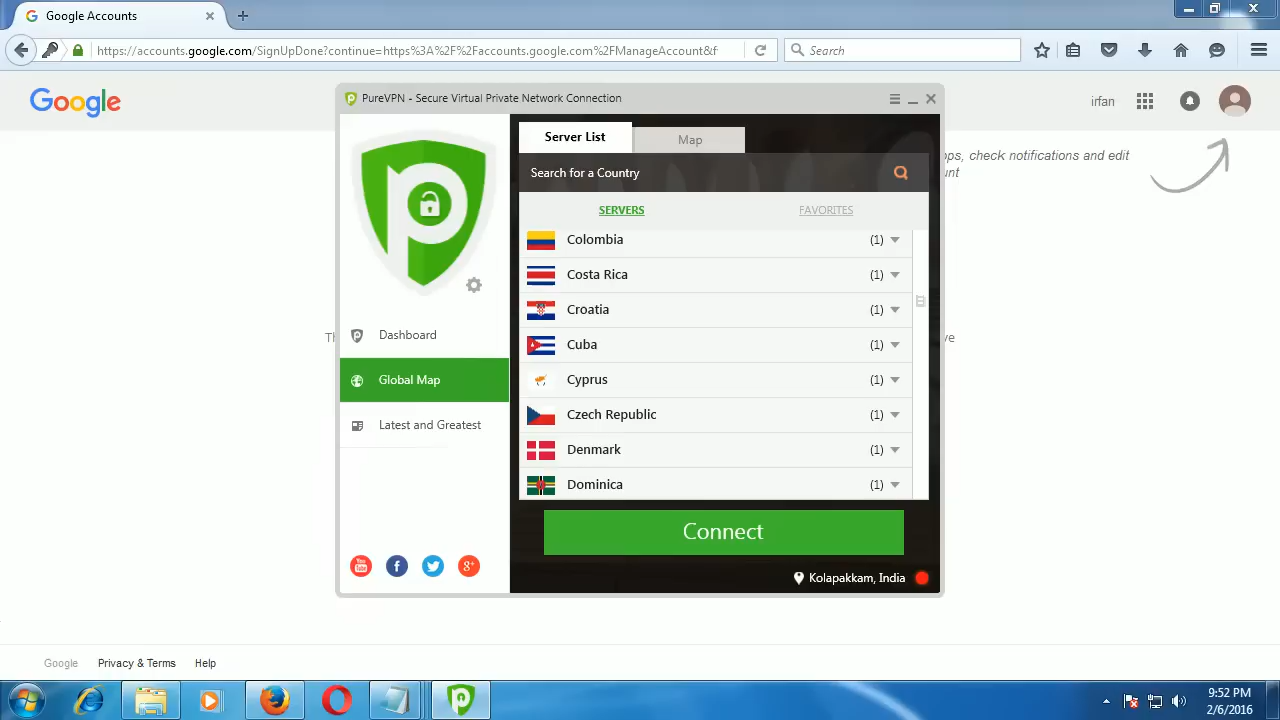 Google Accounts
https://accounts.google.com/SignUpDone?continue=https%3A%2F%2Faccounts.google.com%2FManageAccount&f
Search
Google
irfan
PureVPN - Secure Virtual Private Network Connection
ps, check notifications and edit
Server List
Map
Search for a Country
SERVERS
FAVORITES
Colombia (1)
Costa Rica (1)
Croatia (1)
Cuba (1)
Cyprus (1)
Czech Republic (1)
Denmark (1)
Dominica (1)
Dashboard
Global Map
Latest and Greatest
Connect
You
Tube
8+
Kolapakkam, India
Google
Privacy & Terms
Help
9:52 PM
2/6/2016